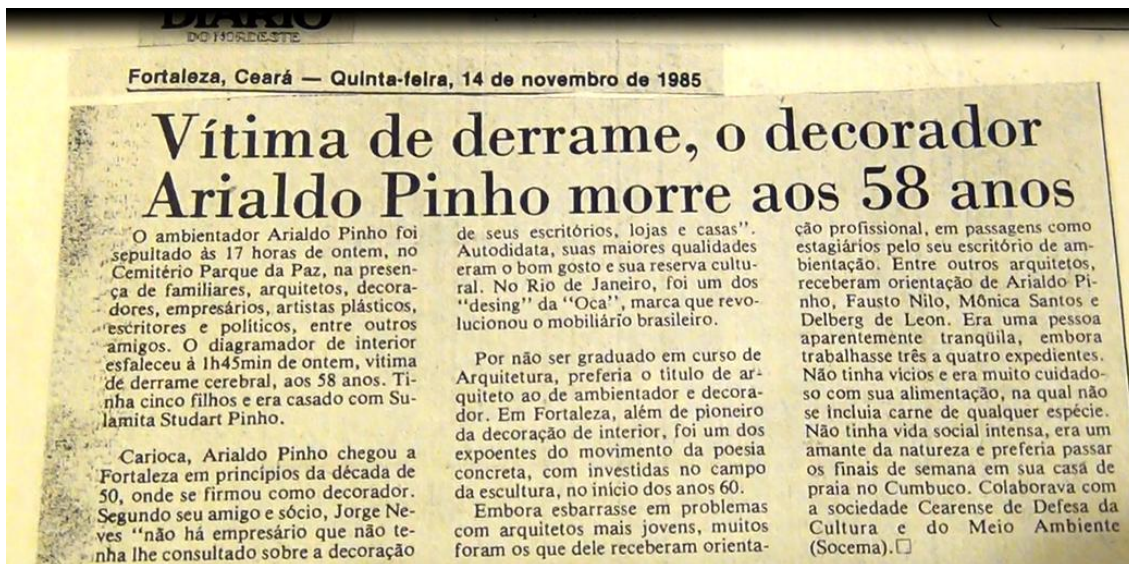 DIÁRIO
DO NORDESTE
Fortaleza, Ceará — Quinta-feira, 14 de novembro de 1985
Vítima de derrame, o decorador
Arialdo Pinho morre aos 58 anos
O ambientador Arialdo Pinho foi
sepultado às 17 horas de ontem, no
Cemitério Parque da Paz, na presen-
ça de familiares, arquitetos, decora-
dores, empresários, artistas plásticos,
escritores e políticos, entre outros
amigos. O diagramador de interior
esfaleceu á 1h45min de ontem, vítima
de derrame cerebral, aos 58 anos. Ti-
nha cinco filhos e era casado com Su-
lamita Studart Pinho.
Carioca, Arialdo Pinho chegou a
Fortaleza em princípios da década de
50, onde se firmou como decorador.
Segundo seu amigo e sócio, Jorge Ne-
ves "não há empresário que não te-
nha lhe consultado sobre a decoração
de seus escritórios, lojas e casas".
Autodidata, suas maiores qualidades
eram o bom gosto e sua reserva cultu-
ral. No Rio de Janeiro, foi um dos
"desing" da "Oca", marca que revo-
lucionou o mobiliário brasileiro.
Por não ser graduado em curso de
Arquitetura, preferia o titulo de ar-
quiteto ao de ambientador e decora-
dor. Em Fortaleza, além de pioneiro
da decoração de interior, foi um dos
expoentes do movimento da poesia
concreta, com investidas no campo
da escultura, no início dos anos 60.
Embora esbarrasse em problemas
com arquitetos mais jovens, muitos
foram os que dele receberam orienta-
ção profissional, em passagens como
estagiários pelo seu escritório de am-
bientação. Entre outros arquitetos,
receberam orientação de Arialdo Pi-
nho, Fausto Nilo, Mônica Santos e
Delberg de Leon. Era uma pessoa
aparentemente tranqüila, embora
trabalhasse três a quatro expedientes.
Não tinha vícios e era muito cuidado-
so com sua alimentação, na qual não
se incluia carne de qualquer espécie.
Não tinha vida social intensa, era um
amante da natureza e preferia passar
os finais de semana em sua casa de
praia no Cumbuco. Colaborava com
a sociedade Cearense de Defesa da
Cultura e do Meio Ambiente
(Socema).□